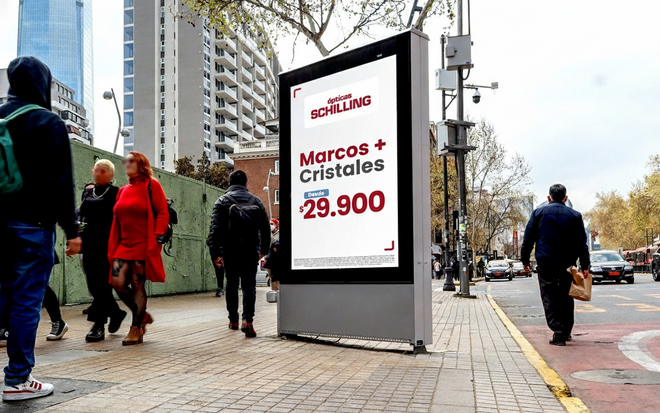 ópticas
SCHILLING
Marcos +
Cristales
Desde
$29.900